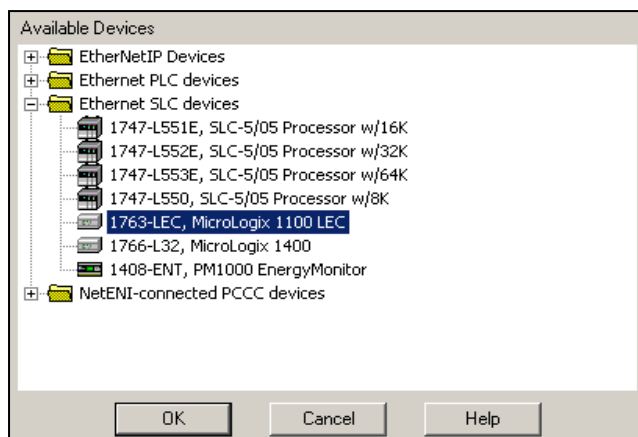 Available Devices
EtherNetIP Devices
Ethernet PLC devices
Ethernet SLC devices
1747-L551E, SLC-5/05 Processor w/16K
1747-L552E, SLC-5/05 Processor w/32K
1747-L553E, SLC-5/05 Processor w/64K
1747-L550, SLC-5/05 Processor w/8K
1763-LEC, MicroLogix 1100 LEC
1766-L32, MicroLogix 1400
1408-ENT, PM1000 EnergyMonitor
NetENI-connected PCCC devices
OK Cancel Help